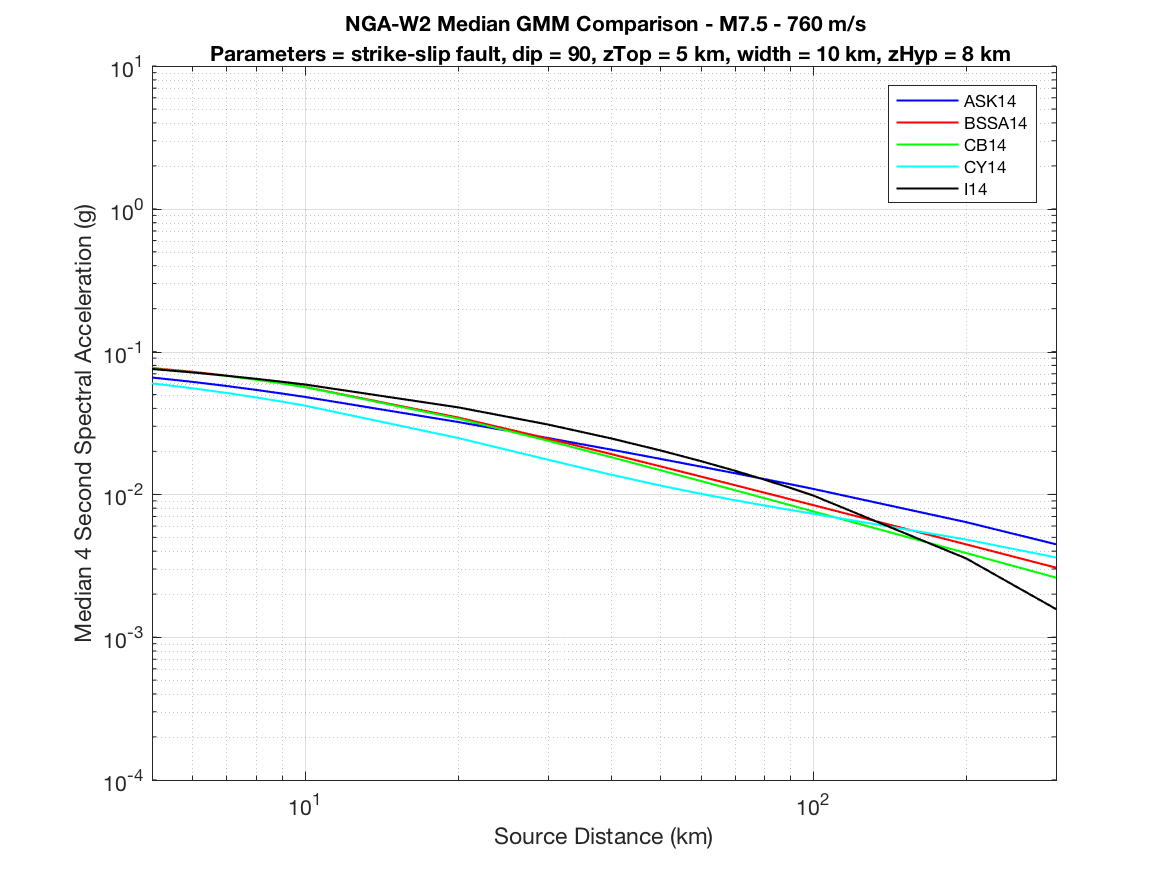 NGA-W2 Median GMM Comparison - M7.5 - 760 m/s
Parameters = strike-slip fault, dip = 90, zTop = 5 km, width = 10 km, zHyp = 8 km
ASK14
BSSA14
CB14
CY14
I14
Median 4 Second Spectral Acceleration (g)
10^1
10^0
10^-1
10^-2
10^-3
10^-4
10^1
10^2
Source Distance (km)